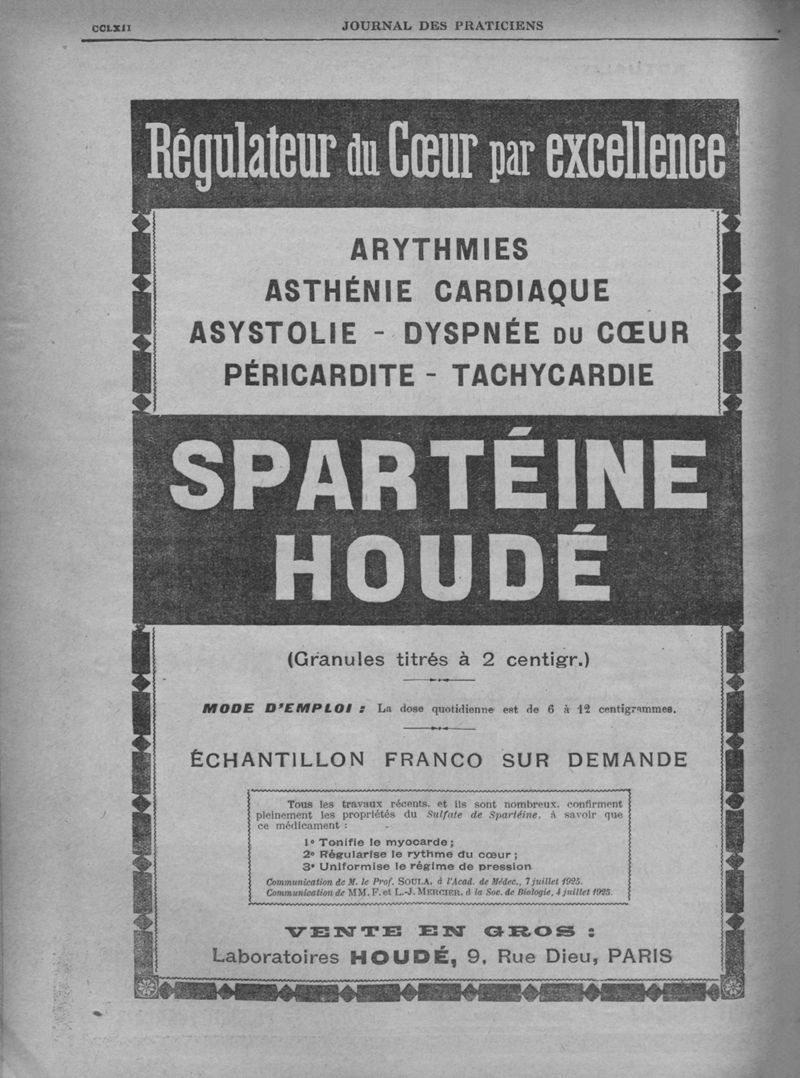 CCLXII
JOURNAL DES PRATICIENS
Régulateur du Cœur par excellence
ARYTHMIES
ASTHÉNIE CARDIAQUE
ASYSTOLIE - DYSPNÉE DU CŒUR
PÉRICARDITE - TACHYCARDIE
SPARTÉINE
HOUDÉ
(Granules titrés à 2 centigr.)
MODE D'EMPLOI : La dose quotidienne est de 6 à 12 centigrammes.
ÉCHANTILLON FRANCO SUR DEMANDE
Tous les travaux récents, et ils sont nombreux, confirment
pleinement les propriétés du Sulfate de Spartéine, à savoir que
ce médicament :
1° Tonifie le myocarde ;
2° Régularise le rythme du cœur ;
3° Uniformise le régime de pression
Communication de M. le Prof. SOULA, à l'Acad. de Médec., 7 juillet 1925.
Communication de MM. F. et L.-J. MERCIER, à la Soc. de Biologie, 4 juillet 1925.
VENTE EN GROS :
Laboratoires HOUDÉ, 9, Rue Dieu, PARIS